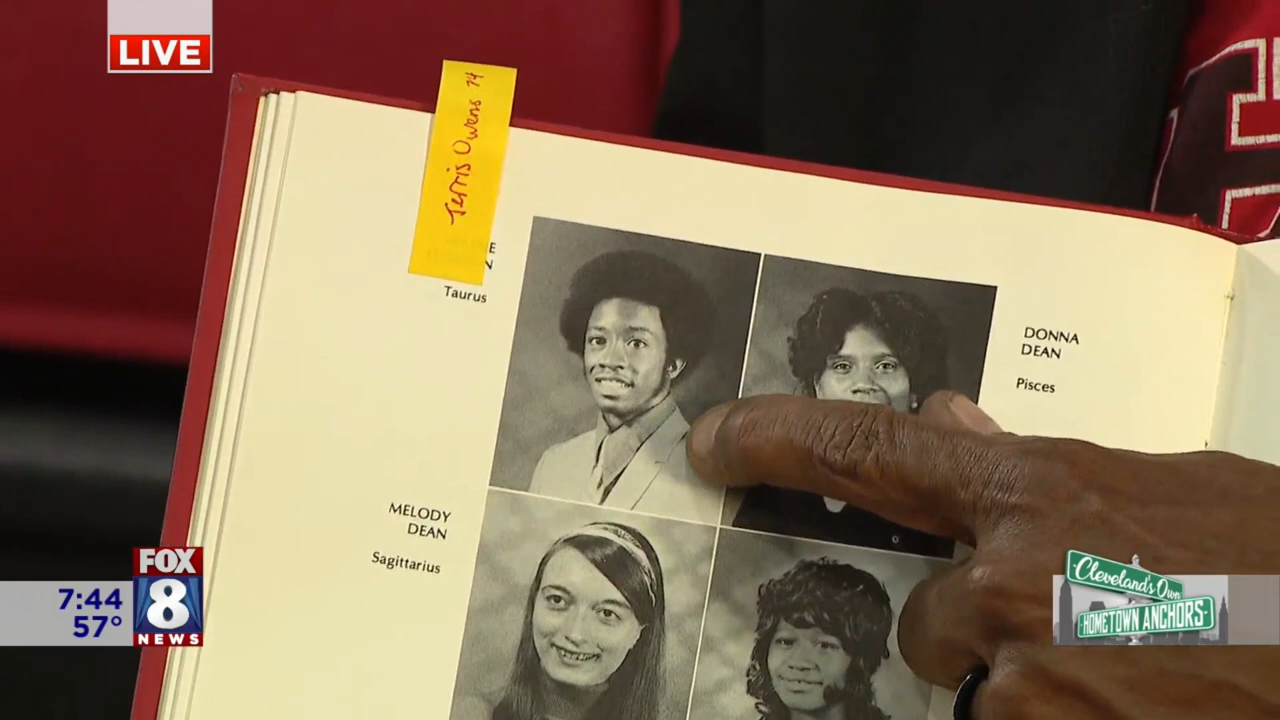 LIVE
Jerris Owens 74
E
N
Taurus
DONNA
DEAN
Pisces
MELODY
DEAN
Sagittarius
FOX
8
NEWS
7:44
57°
Cleveland's Own
HOMETOWN ANCHORS